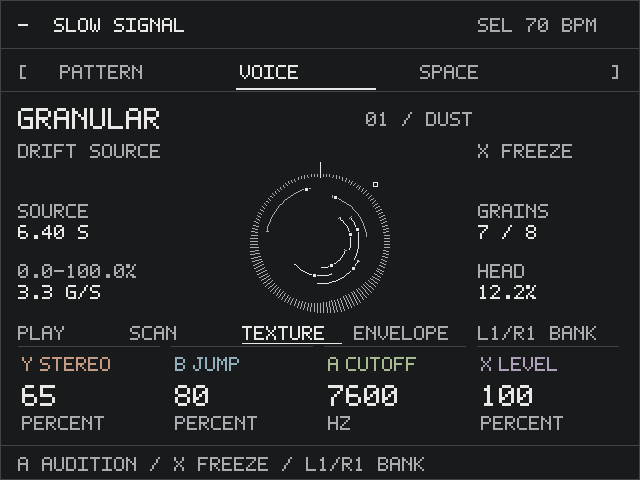 – SLOW SIGNAL SEL 70 BPM
[ PATTERN VOICE SPACE ]
GRANULAR 01 / DUST
DRIFT SOURCE X FREEZE
SOURCE GRAINS
6.40 S 7 / 8
0.0–100.0% HEAD
3.3 G/S 12.2%
PLAY SCAN TEXTURE ENVELOPE L1/R1 BANK
Y STEREO B JUMP A CUTOFF X LEVEL
65 80 7600 100
PERCENT PERCENT HZ PERCENT
A AUDITION / X FREEZE / L1/R1 BANK